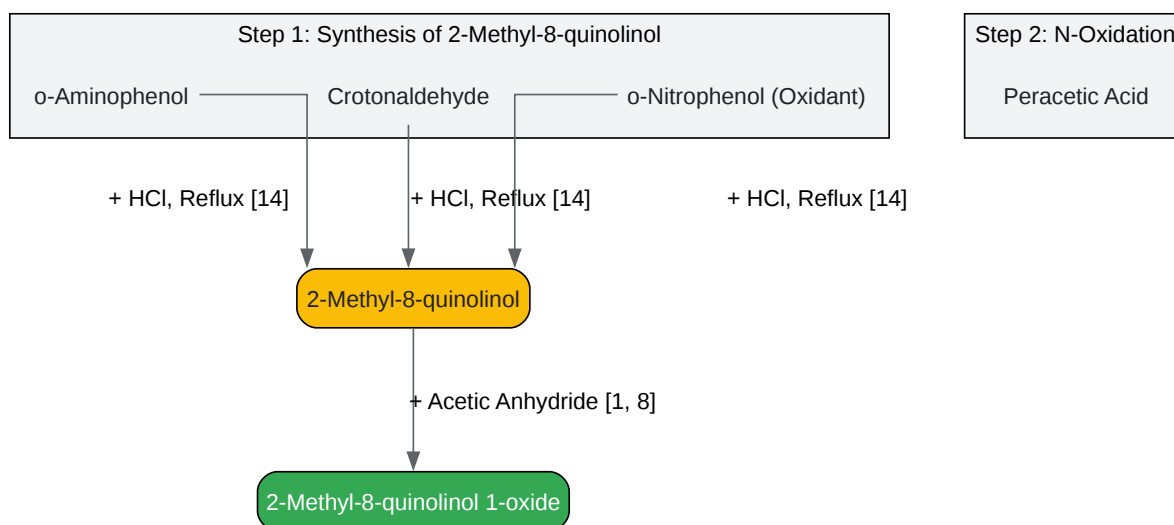 Step 1: Synthesis of 2-Methyl-8-quinolinol
Step 2: N-Oxidation
o-Aminophenol
Crotonaldehyde
o-Nitrophenol (Oxidant)
Peracetic Acid
+ HCl, Reflux [14]
+ HCl, Reflux [14]
+ HCl, Reflux [14]
2-Methyl-8-quinolinol
+ Acetic Anhydride [1, 8]
2-Methyl-8-quinolinol 1-oxide